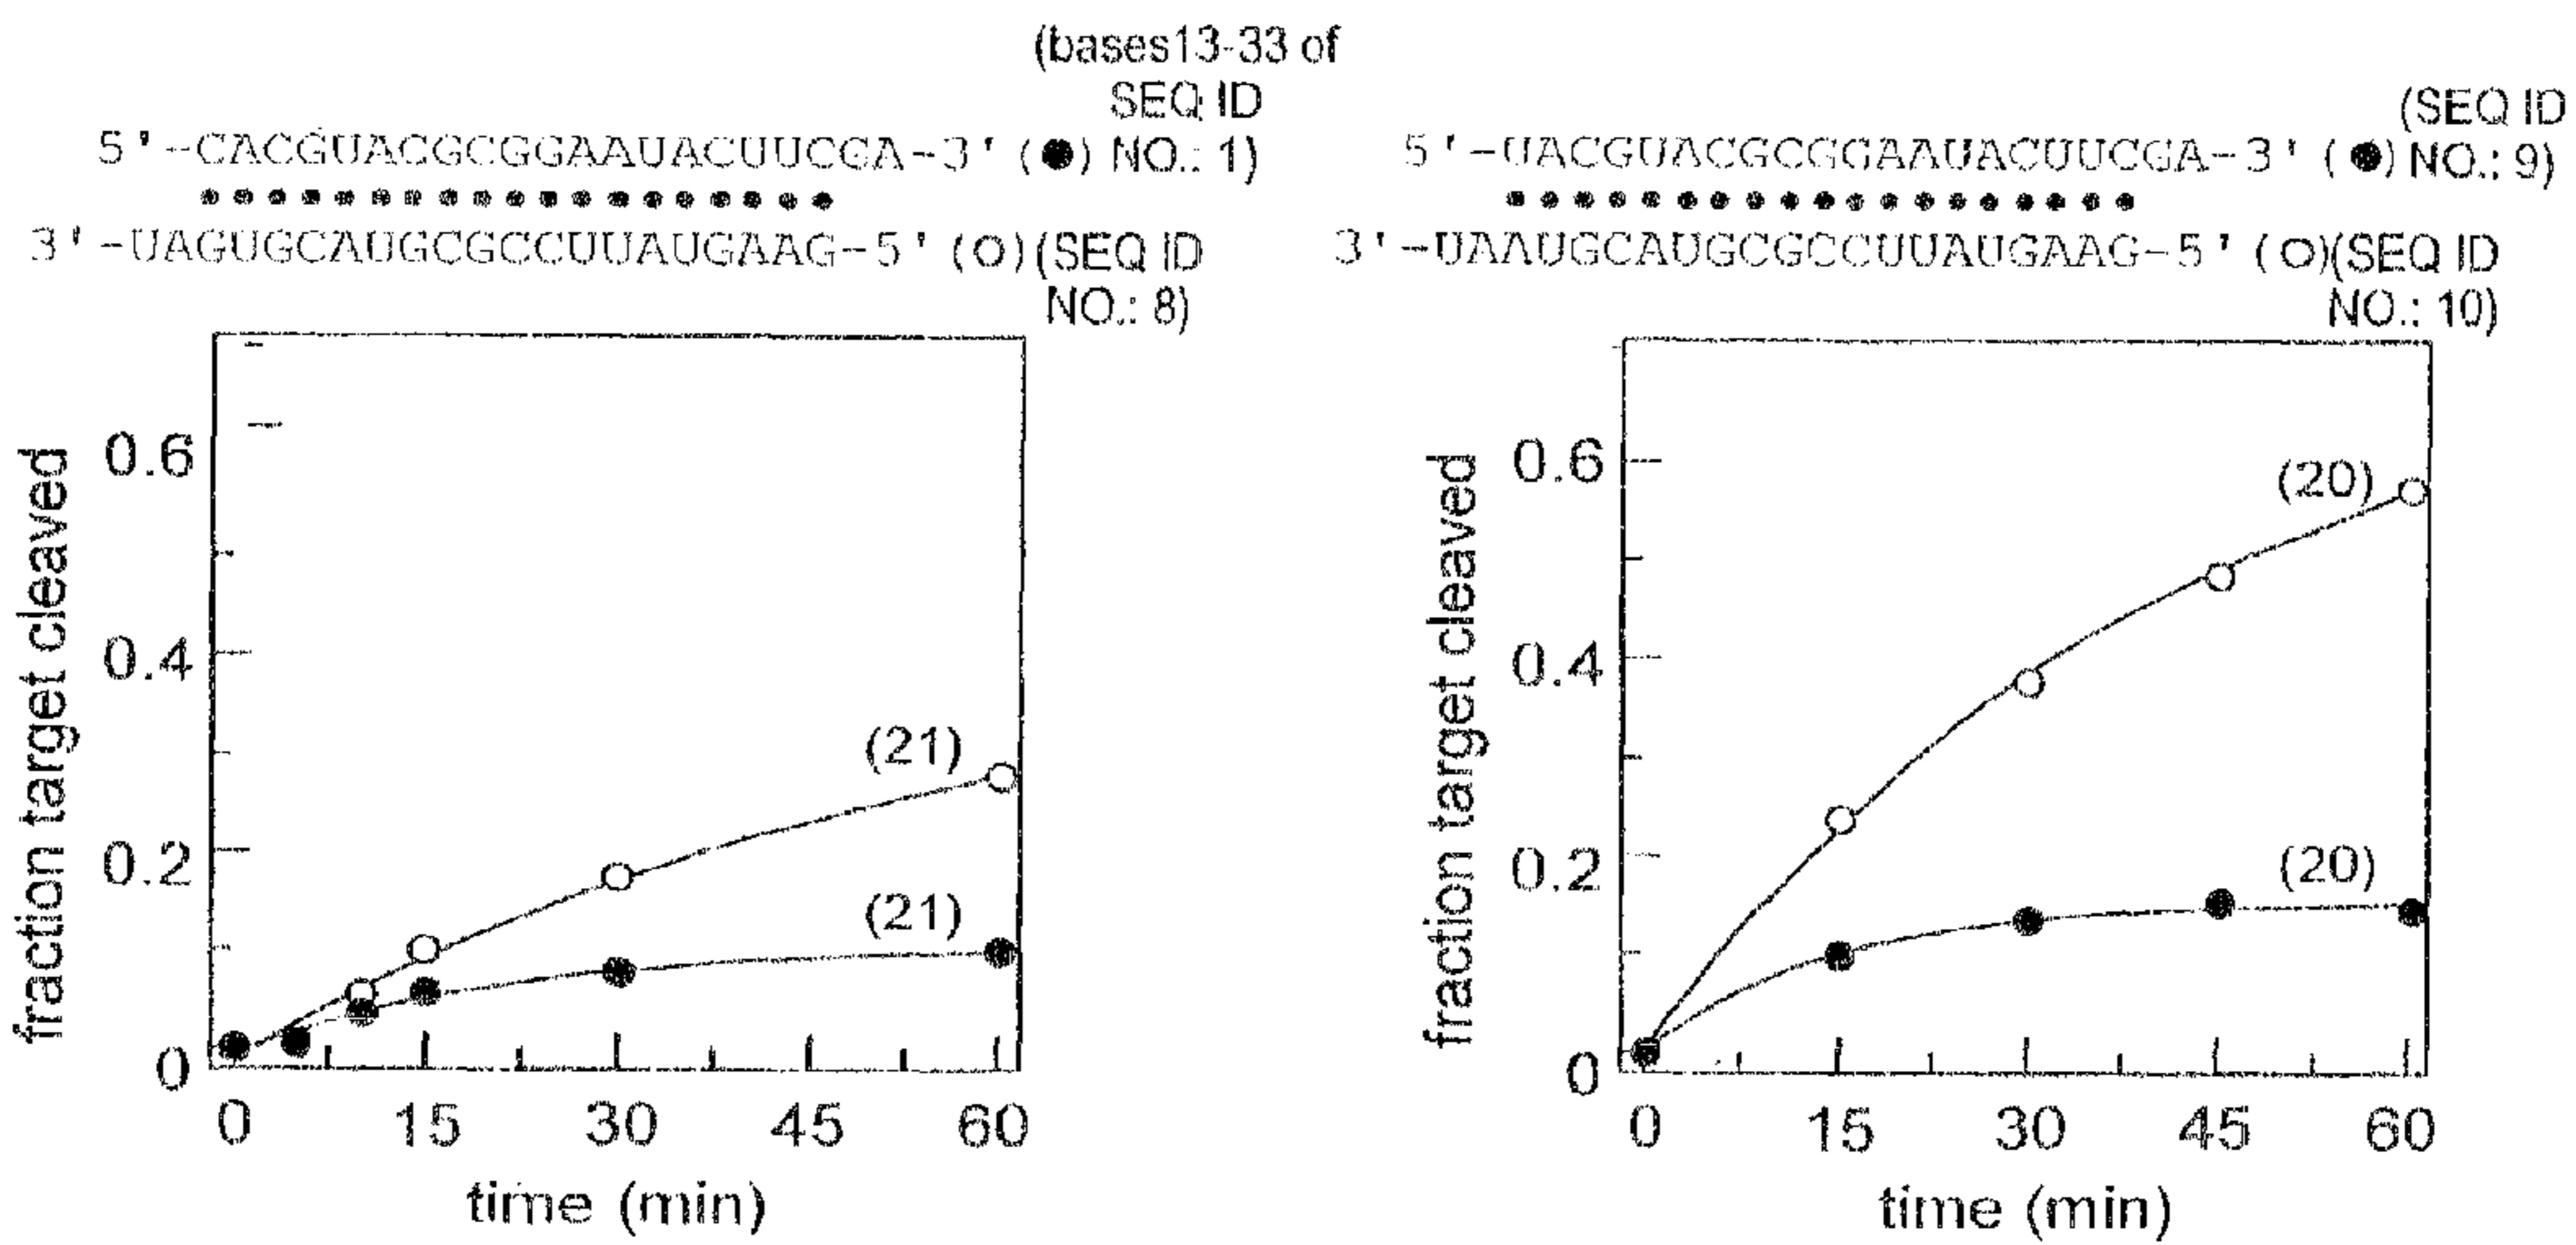 (bases13-33 of
SEQ ID
5'-CACGUACGCGGAAUACUUCGA-3' (●) NO.: 1)
3'-UAGUGCAUGCGCCUUAUGAAG-5' (○) (SEQ ID
NO.: 8)
(SEQ ID
5'-UACGUACGCGGAAUACUUCGA-3' (●) NO.: 9)
3'-UAAUGCAUGCGCCUUAUGAAG-5' (○)(SEQ ID
NO.: 10)
fraction target cleaved
0.6
0.4
0.2
0
(21)
(21)
0 15 30 45 60
time (min)
fraction target cleaved
0.6
0.4
0.2
0
(20)
(20)
0 15 30 45 60
time (min)